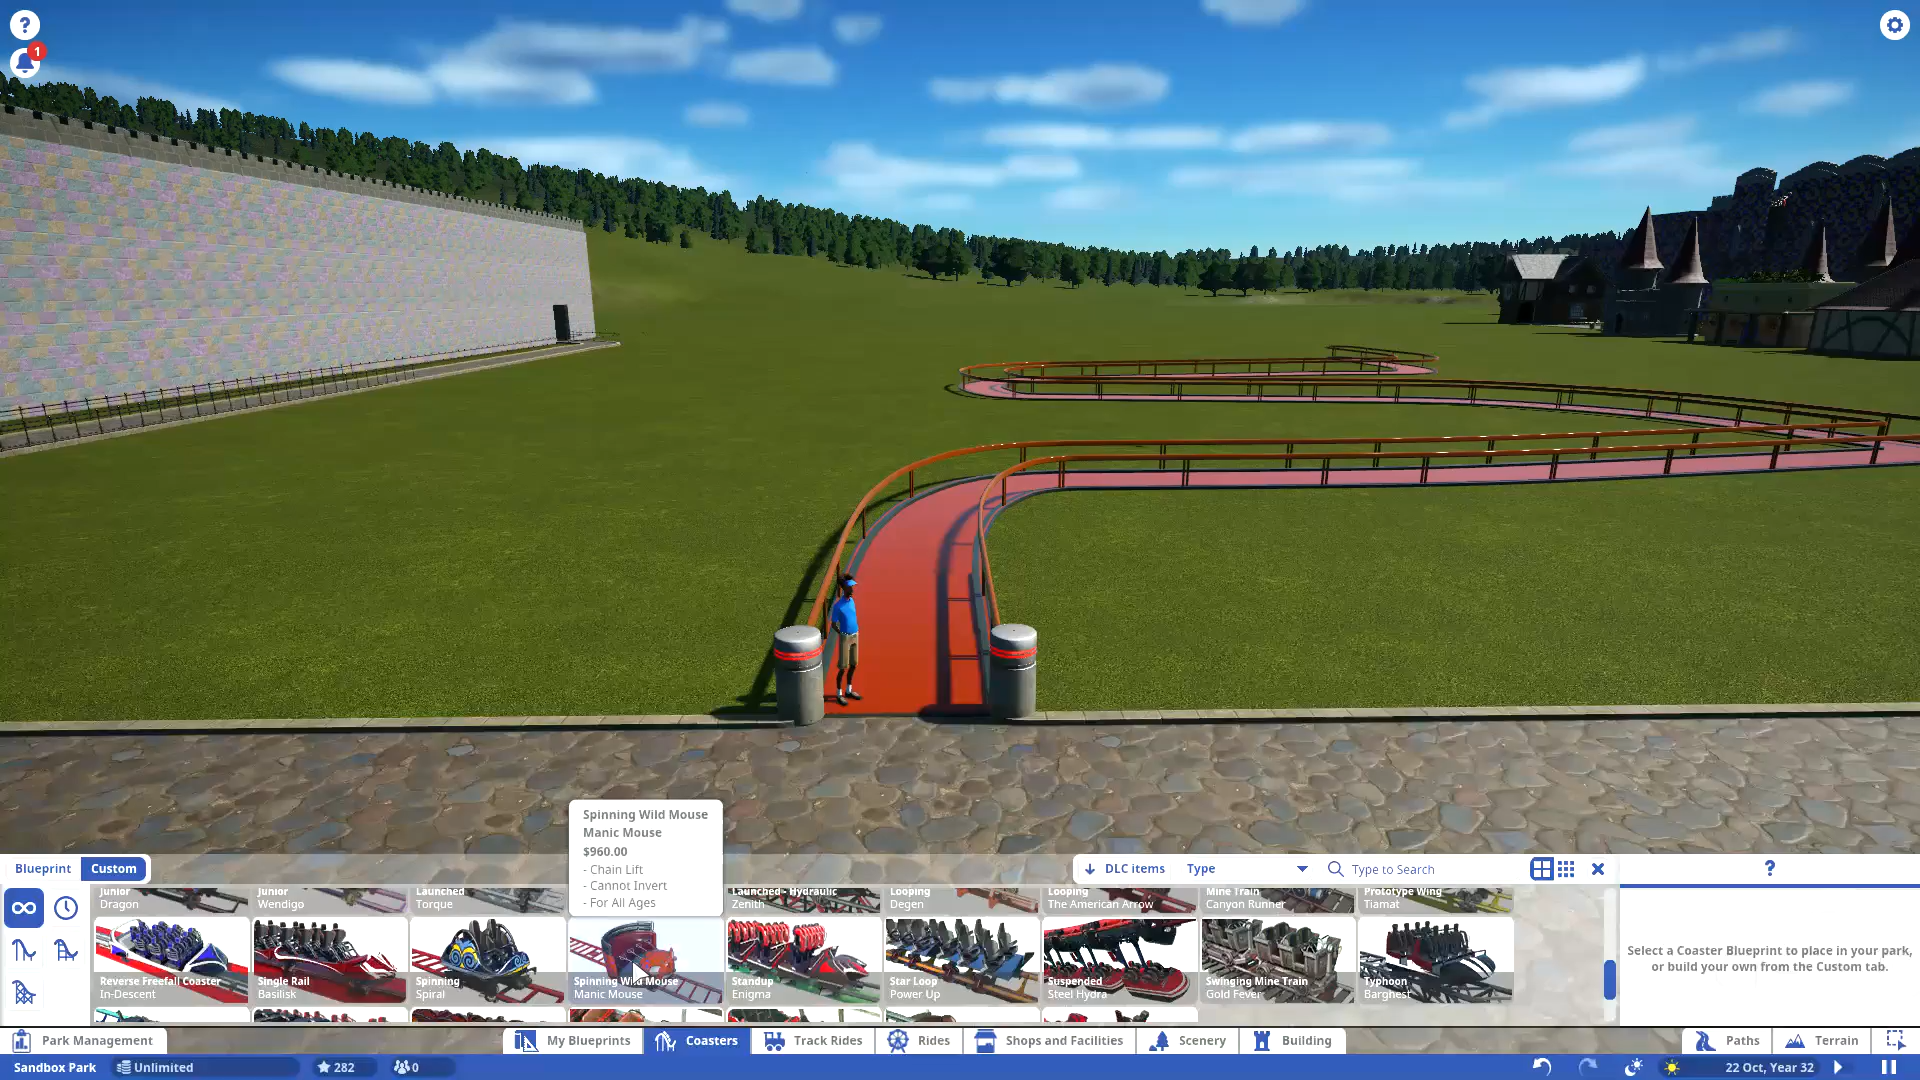 ?
1
Spinning Wild Mouse
Manic Mouse
$960.00
- Chain Lift
- Cannot Invert
- For All Ages
Blueprint
Custom
DLC items
Type
Type to Search
?
Junior
Dragon
Junior
Wendigo
Launched
Torque
Launched - Hydraulic
Zenith
Looping
Degen
Looping
The American Arrow
Mine Train
Canyon Runner
Prototype Wing
Tiamat
Reverse Freefall Coaster
In-Descent
Single Rail
Basilisk
Spinning
Spiral
Spinning Wild Mouse
Manic Mouse
Standup
Enigma
Star Loop
Power Up
Suspended
Steel Hydra
Swinging Mine Train
Gold Fever
Typhoon
Barghest
Select a Coaster Blueprint to place in your park,
or build your own from the Custom tab.
Park Management
My Blueprints
Coasters
Track Rides
Rides
Shops and Facilities
Scenery
Building
Paths
Terrain
Sandbox Park
Unlimited
282
0
22 Oct, Year 32